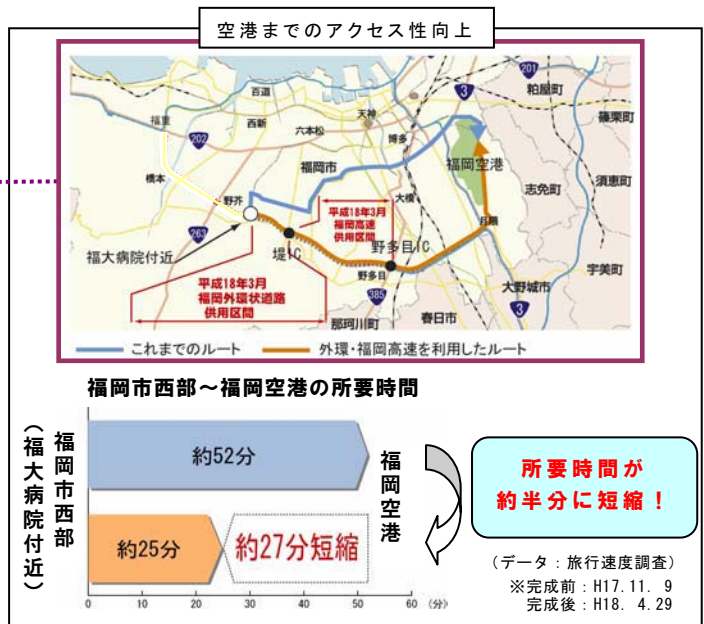 空港までのアクセス性向上
201
3
粕屋町
百道
天神
福重
西新
六本松
博多
篠栗町
202
福岡市
福岡空港
橋本
志免町
須恵町
野芥
大橋
平成18年3月
福岡高速
供用区間
月隈
263
福大病院付近
堤IC
野多目IC
宇美町
平成18年3月
福岡外環状道路
供用区間
野多目
385
大野城市
那珂川町
春日市
3
これまでのルート
外環・福岡高速を利用したルート
福岡市西部～福岡空港の所要時間
福岡市西部
（福大病院付近）
約52分
福岡空港
約25分
約27分短縮
0 10 20 30 40 50 60 (分)
所要時間が
約半分に短縮！
（データ：旅行速度調査）
※完成前：H17.11. 9
完成後：H18. 4.29